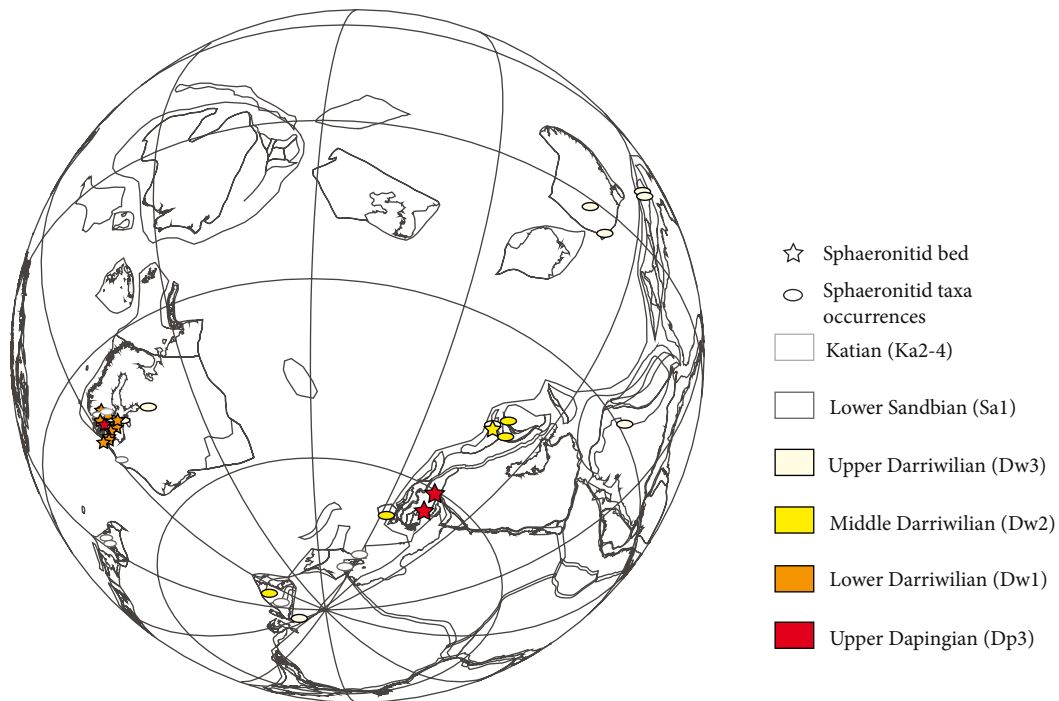 Sphaeronitid bed
Sphaeronitid taxa
occurrences
Katian (Ka2-4)
Lower Sandbian (Sa1)
Upper Darriwilian (Dw3)
Middle Darriwilian (Dw2)
Lower Darriwilian (Dw1)
Upper Dapingian (Dp3)